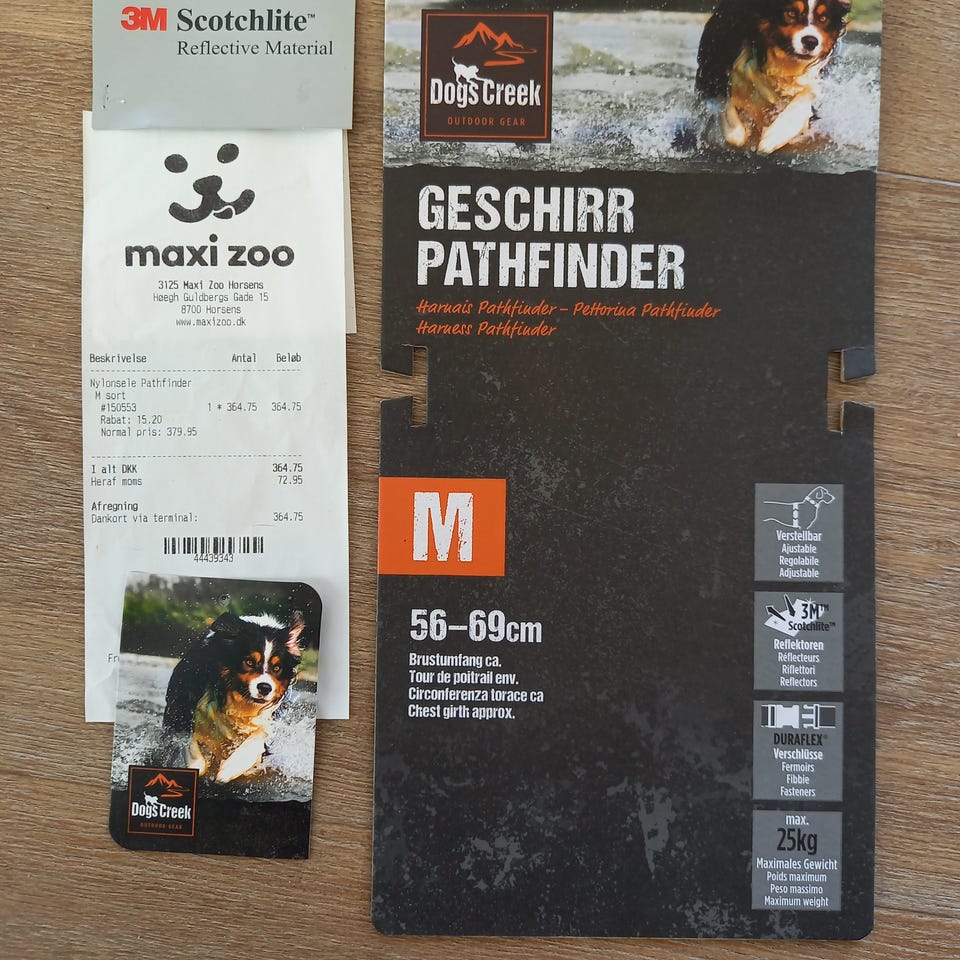 3M Scotchlite™
Reflective Material
maxi zoo
3125 Maxi Zoo Horsens
Høegh Guldbergs Gade 15
8700 Horsens
www.maxizoo.dk
Beskrivelse Antal Beløb
Nylonsele Pathfinder
M sort
#150553 1 * 364.75 364.75
Rabat: 15.20
Normal pris: 379.95
I alt DKK 364.75
Heraf moms 72.95
Afregning
Dankort via terminal: 364.75
44439343
Fr
Dogs Creek
OUTDOOR GEAR
Dogs Creek
OUTDOOR GEAR
GESCHIRR
PATHFINDER
Harnais Pathfinder – Pettorina Pathfinder
Harness Pathfinder
M
56–69cm
Brustumfang ca.
Tour de poitrail env.
Circonferenza torace ca
Chest girth approx.
Verstellbar
Ajustable
Regolabile
Adjustable
3M™
Scotchlite™
Reflektoren
Réflecteurs
Riflettori
Reflectors
DURAFLEX®
Verschlüsse
Fermoirs
Fibbie
Fasteners
max.
25kg
Maximales Gewicht
Poids maximum
Peso massimo
Maximum weight